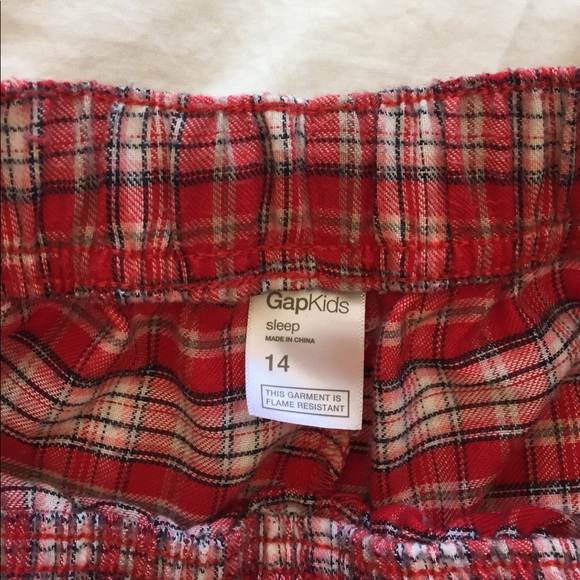 GapKids
sleep
MADE IN CHINA
14
THIS GARMENT IS
FLAME RESISTANT